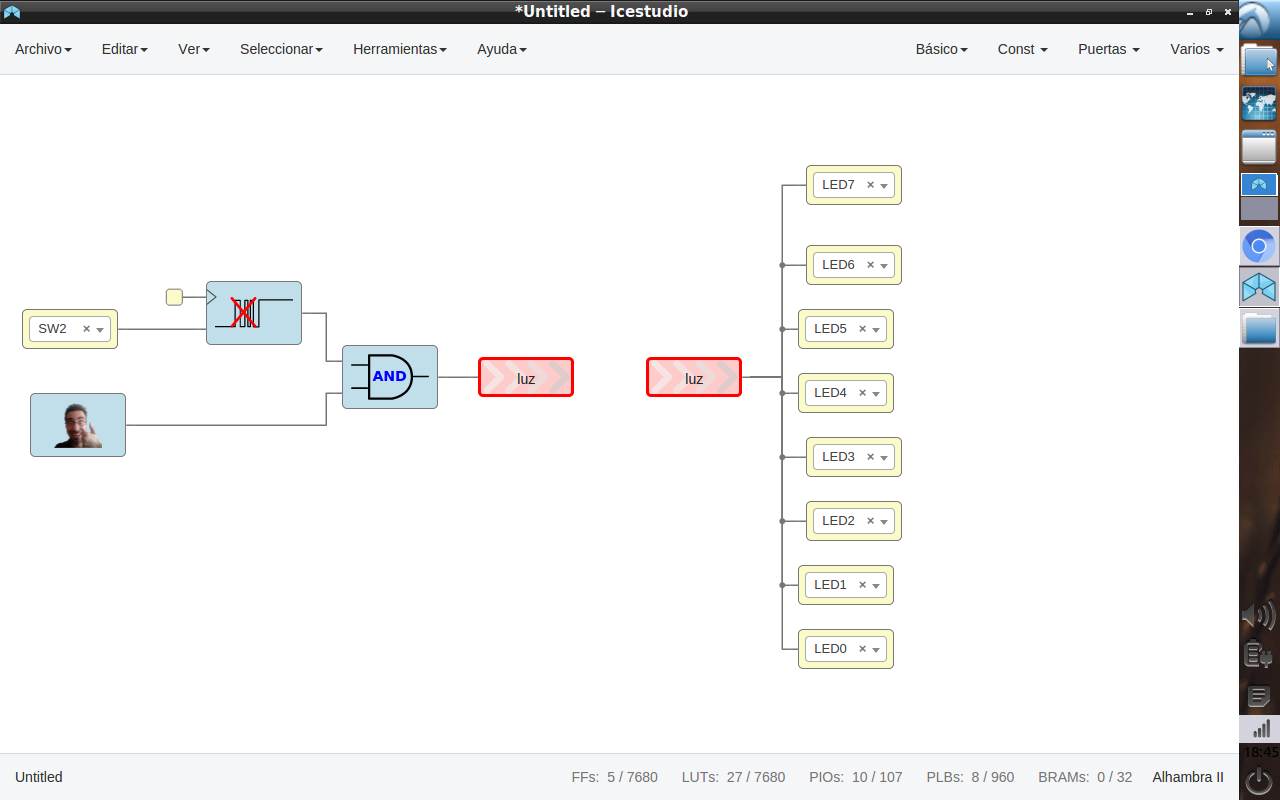 *Untitled – Icestudio
Archivo Editar Ver Seleccionar Herramientas Ayuda Básico Const Puertas Varios
LED7
LED6
SW2
LED5
AND
luz
luz
LED4
LED3
LED2
LED1
LED0
18:45
Untitled FFs: 5 / 7680 LUTs: 27 / 7680 PIOs: 10 / 107 PLBs: 8 / 960 BRAMs: 0 / 32 Alhambra II